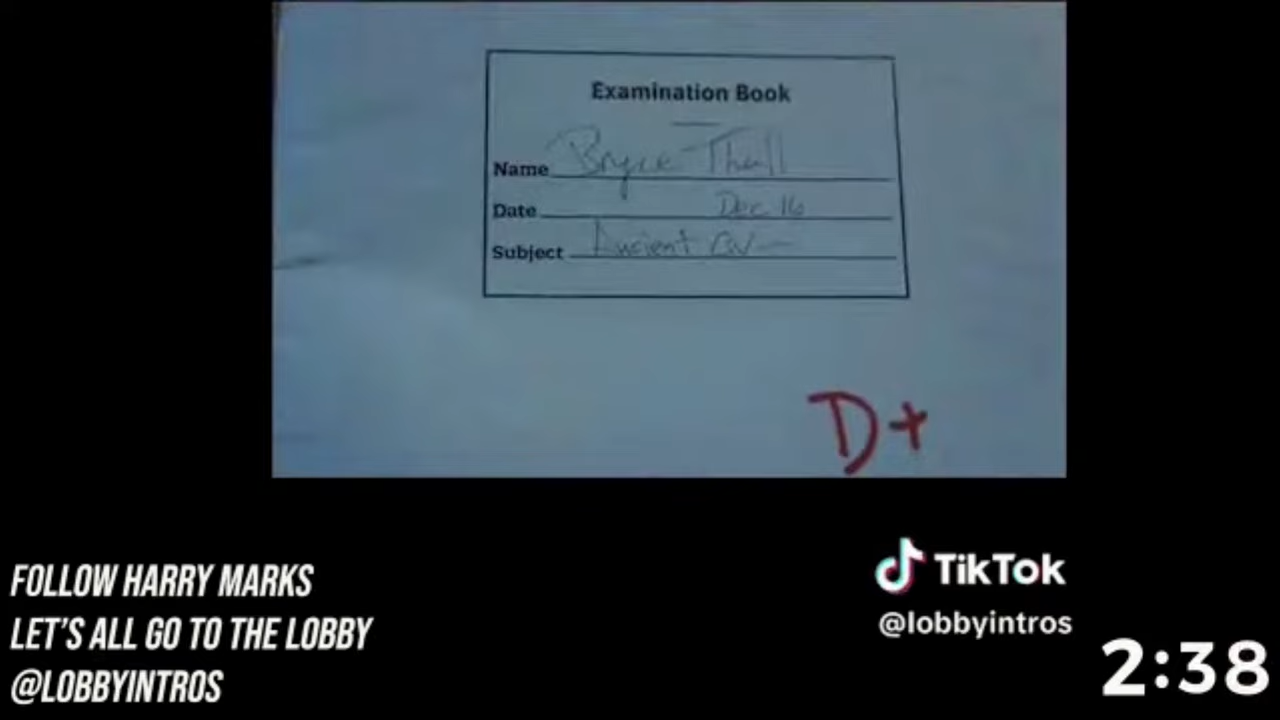 Examination Book
Name Bryce Thall
Date Dec 16
Subject Ancient Civ
D+
FOLLOW HARRY MARKS
LET'S ALL GO TO THE LOBBY
@LOBBYINTROS
TikTok
@lobbyintros
2:38